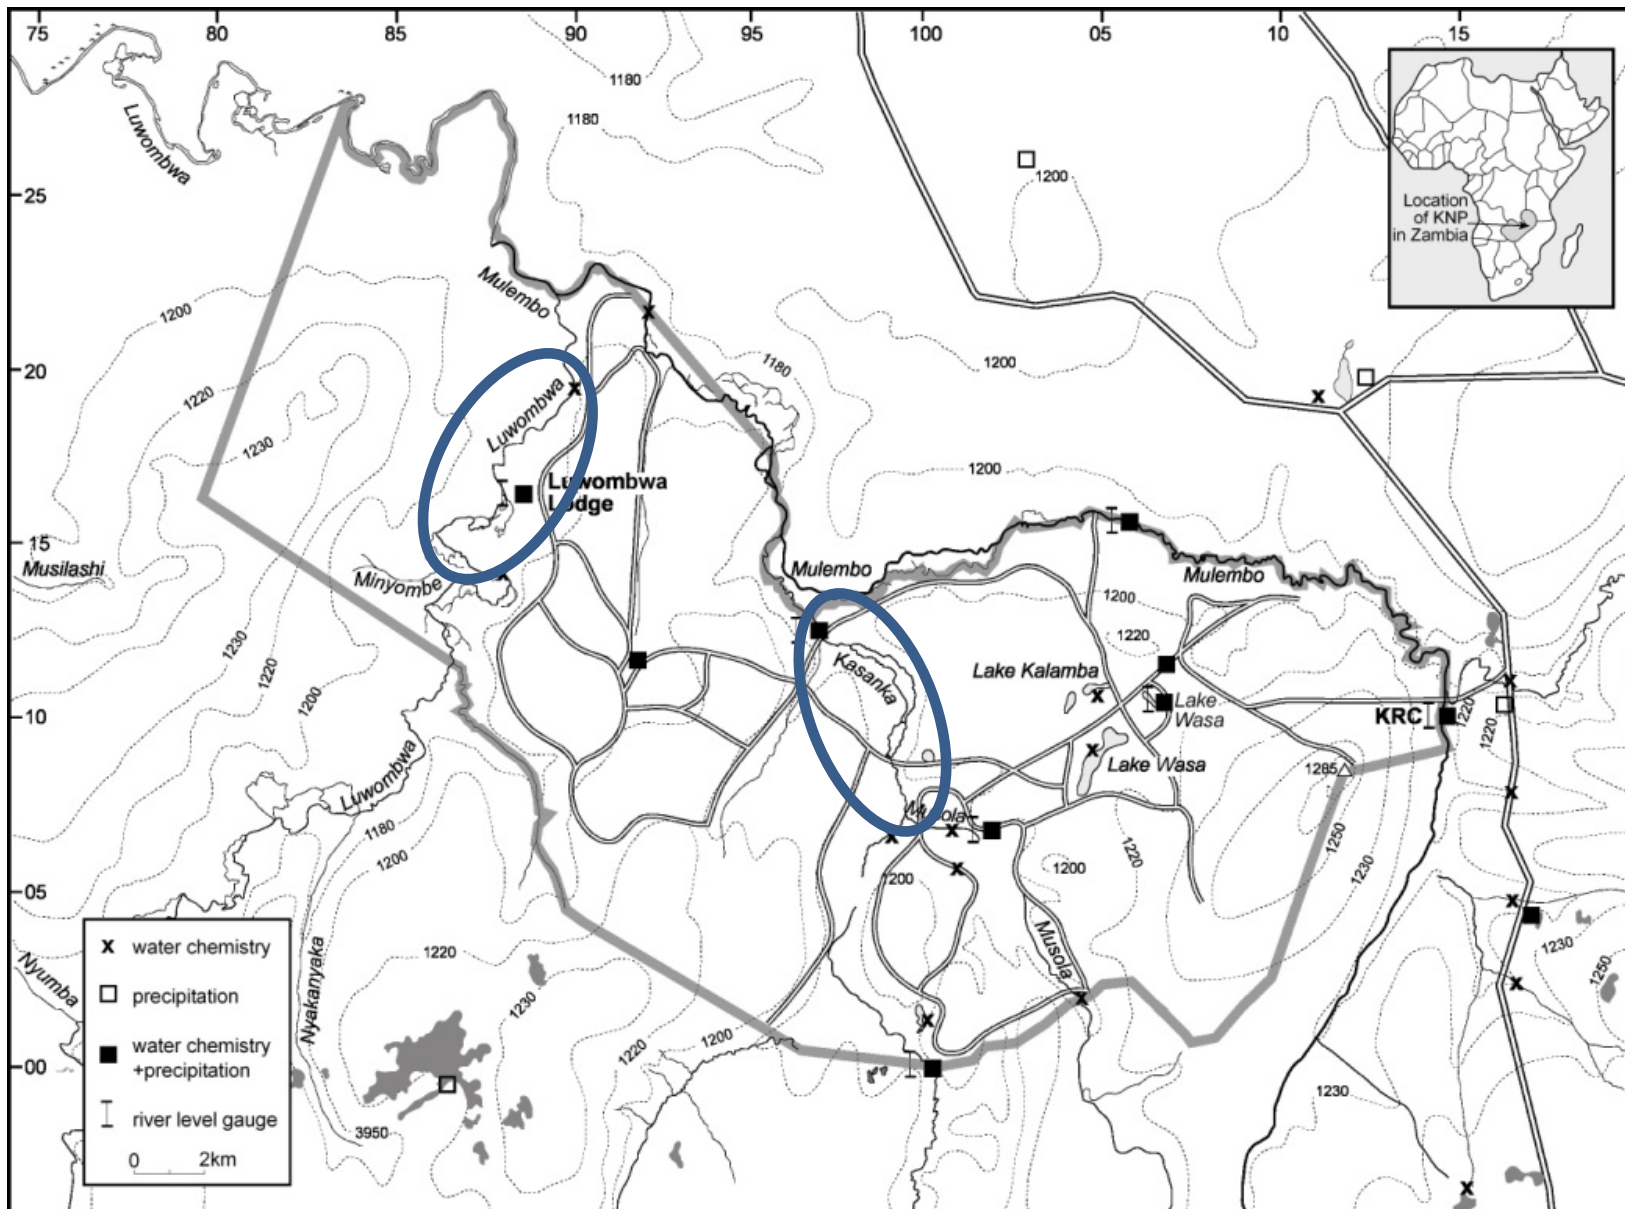 75 80 85 90 95 100 05 10 15
1180
1180
Luwombwa
25
1200
Location
of KNP
in Zambia
Mulembo
1200
20
1200
1180
1220
Luwombwa
1230
1200
Luwombwa
Lodge
15
Musilashi
Minyombe
Mulembo
Mulembo
1200
1220
1230
1220
Kasanka
Lake Kalamba
1200
10
Lake
Wasa
KRC
1220
1220
Luwombwa
Lake Wasa
1285
1180
Musola
1250
1200
1220
1230
05
1200
1200
x water chemistry
precipitation
water chemistry
+precipitation
river level gauge
0 2km
Nyumba
Nyakanyaka
1220
1230
Musola
1230
1250
1200
1220
00
1230
3950